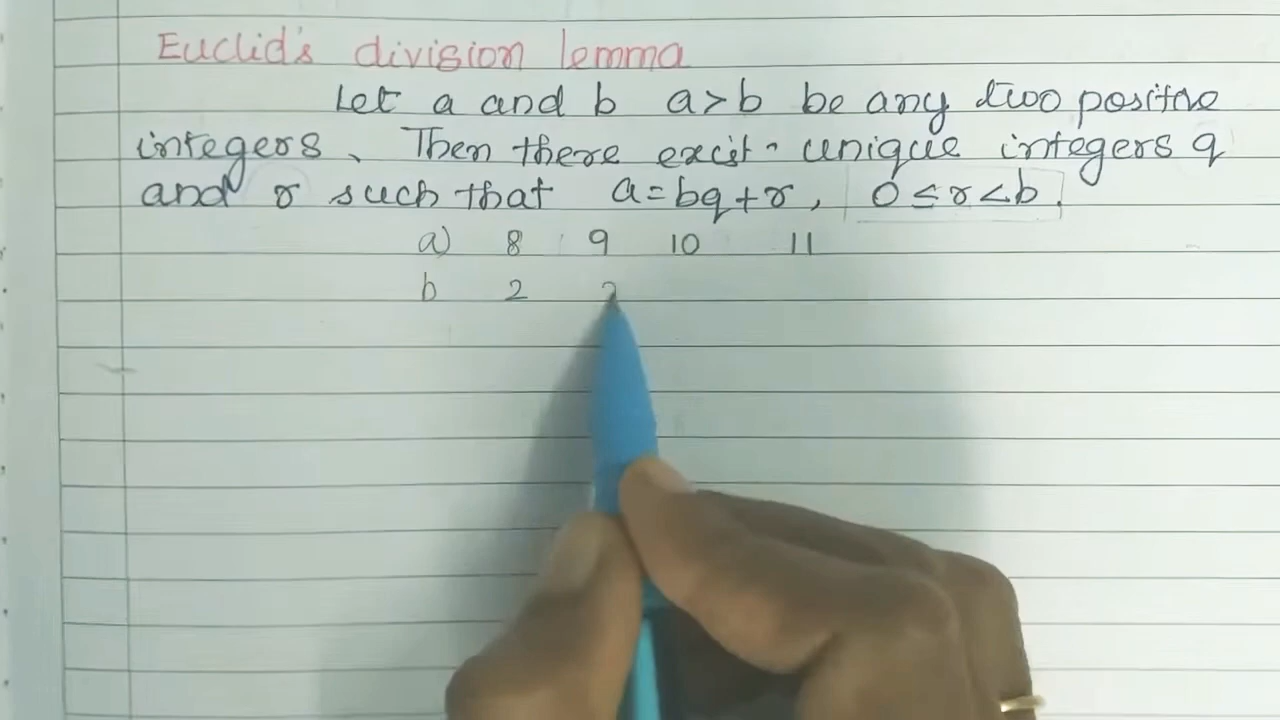 Euclid's division lemma
Let a and b a>b be any two positive
integers, Then there exist unique integers q
and r such that a=bq+r, 0≤r<b.
a) 8 9 10 11
b 2 2